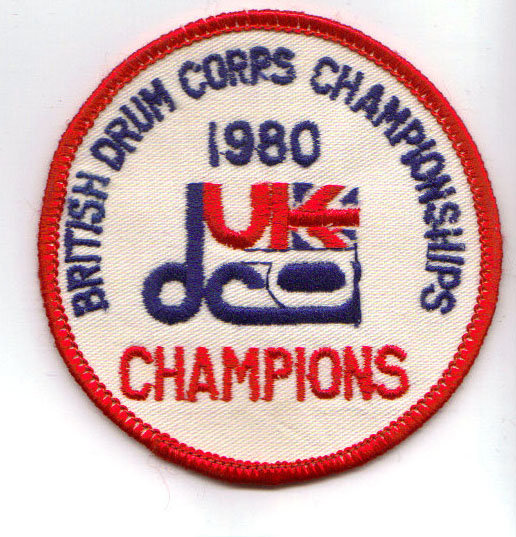 BRITISH DRUM CORPS CHAMPIONSHIPS
1980
UK
dca
CHAMPIONS